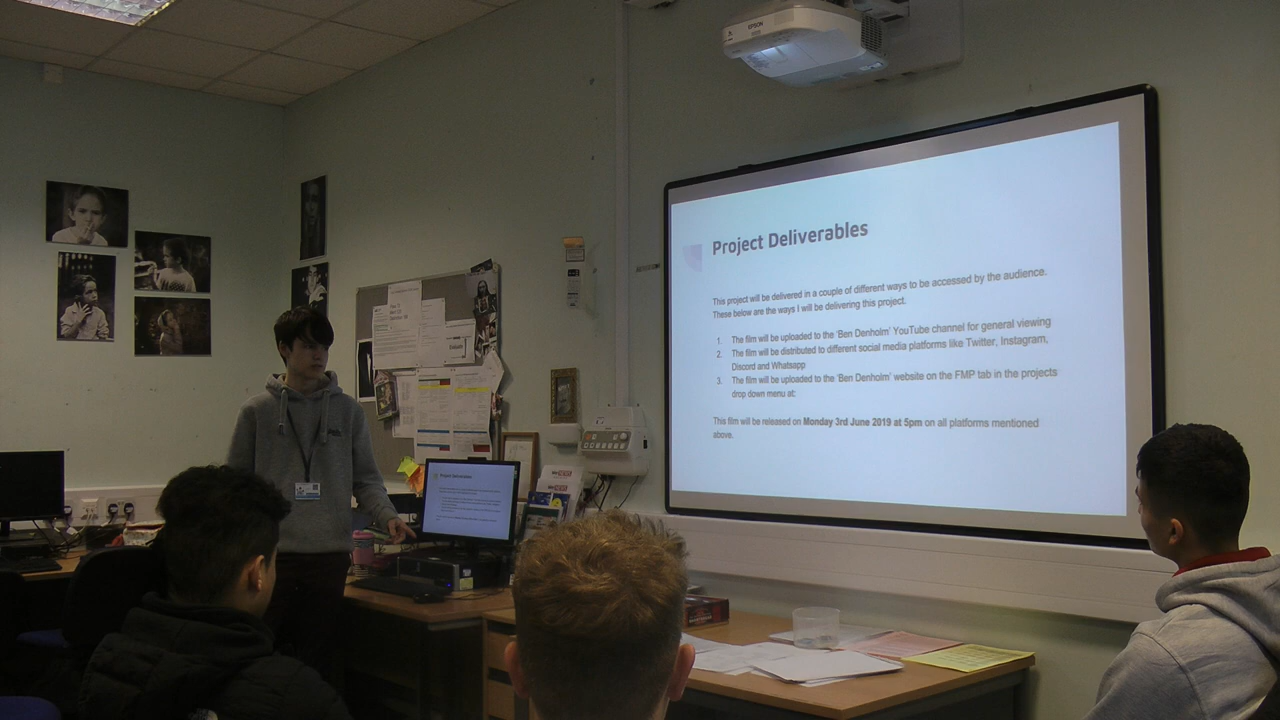 EPSON
Project Deliverables
This project will be delivered in a couple of different ways to be accessed by the audience.
These below are the ways I will be delivering this project.
1. The film will be uploaded to the 'Ben Denholm' YouTube channel for general viewing
2. The film will be distributed to different social media platforms like Twitter, Instagram,
Discord and Whatsapp
3. The film will be uploaded to the 'Ben Denholm' website on the FMP tab in the projects
drop down menu at:
This film will be released on Monday 3rd June 2019 at 5pm on all platforms mentioned
above.
Project Deliverables